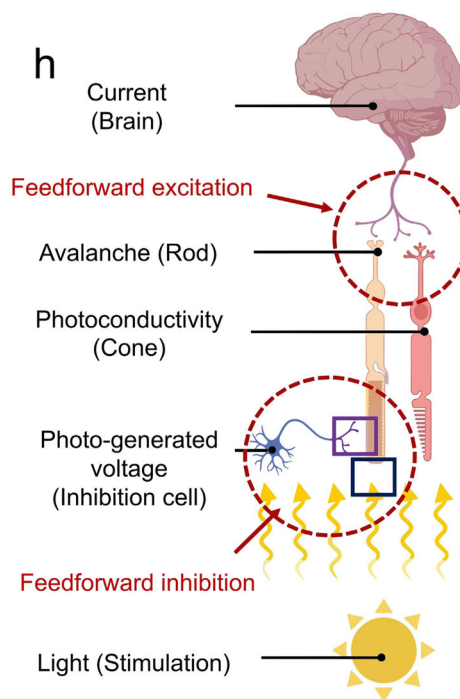 h
Current
(Brain)
Feedforward excitation
Avalanche (Rod)
Photoconductivity
(Cone)
Photo-generated
voltage
(Inhibition cell)
Feedforward inhibition
Light (Stimulation)